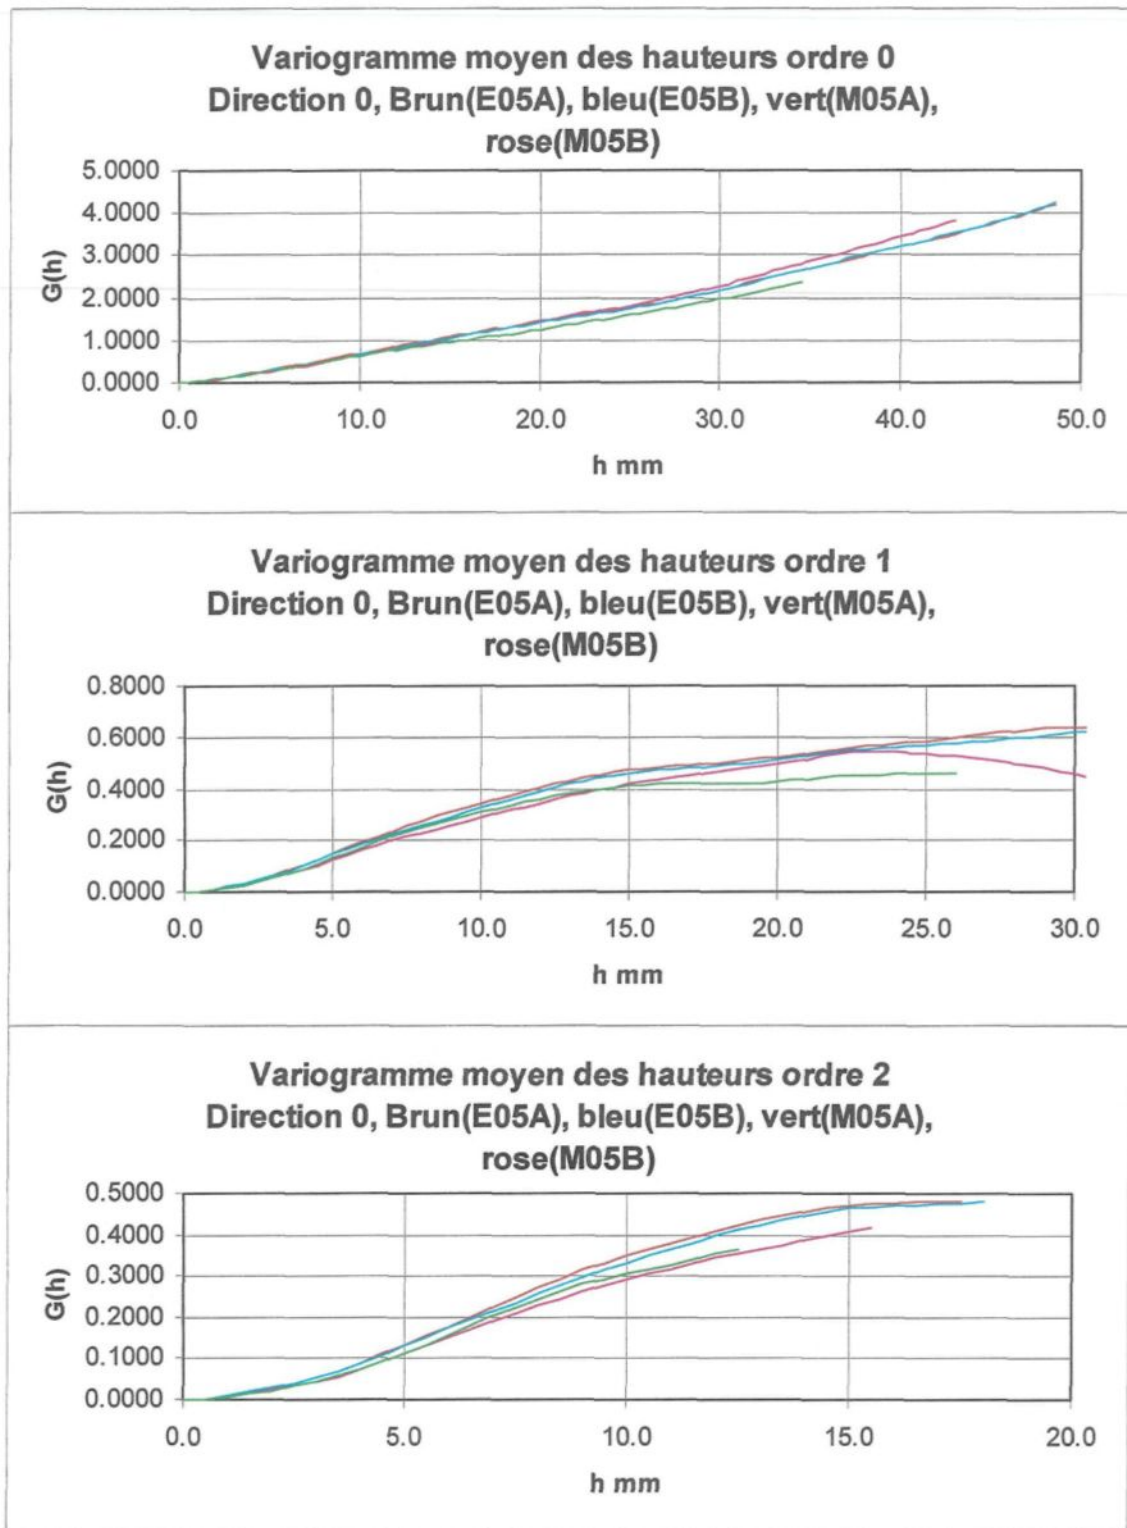 Variogramme moyen des hauteurs ordre 0
Direction 0, Brun(E05A), bleu(E05B), vert(M05A),
rose(M05B)
5.0000
4.0000
3.0000
2.0000
1.0000
0.0000
G(h)
0.0 10.0 20.0 30.0 40.0 50.0
h mm
Variogramme moyen des hauteurs ordre 1
Direction 0, Brun(E05A), bleu(E05B), vert(M05A),
rose(M05B)
0.8000
0.6000
0.4000
0.2000
0.0000
G(h)
0.0 5.0 10.0 15.0 20.0 25.0 30.0
h mm
Variogramme moyen des hauteurs ordre 2
Direction 0, Brun(E05A), bleu(E05B), vert(M05A),
rose(M05B)
0.5000
0.4000
0.3000
0.2000
0.1000
0.0000
G(h)
0.0 5.0 10.0 15.0 20.0
h mm